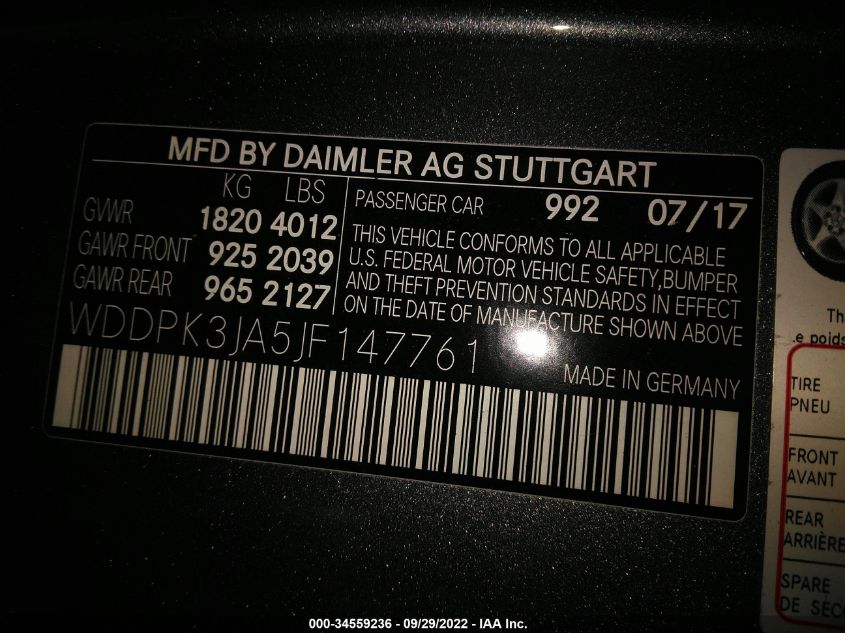 MFD BY DAIMLER AG STUTTGART
KG LBS
GVWR 1820 4012
GAWR FRONT 925 2039
GAWR REAR 965 2127
PASSENGER CAR 992 07/17
THIS VEHICLE CONFORMS TO ALL APPLICABLE
U.S. FEDERAL MOTOR VEHICLE SAFETY,BUMPER
AND THEFT PREVENTION STANDARDS IN EFFECT
ON THE DATE OF MANUFACTURE SHOWN ABOVE
WDDPK3JA5JF147761
MADE IN GERMANY
Th
.e poids
TIRE
PNEU
FRONT
AVANT
REAR
ARRIÈRE
SPARE
DE SECO
000-34559236 - 09/29/2022 - IAA Inc.